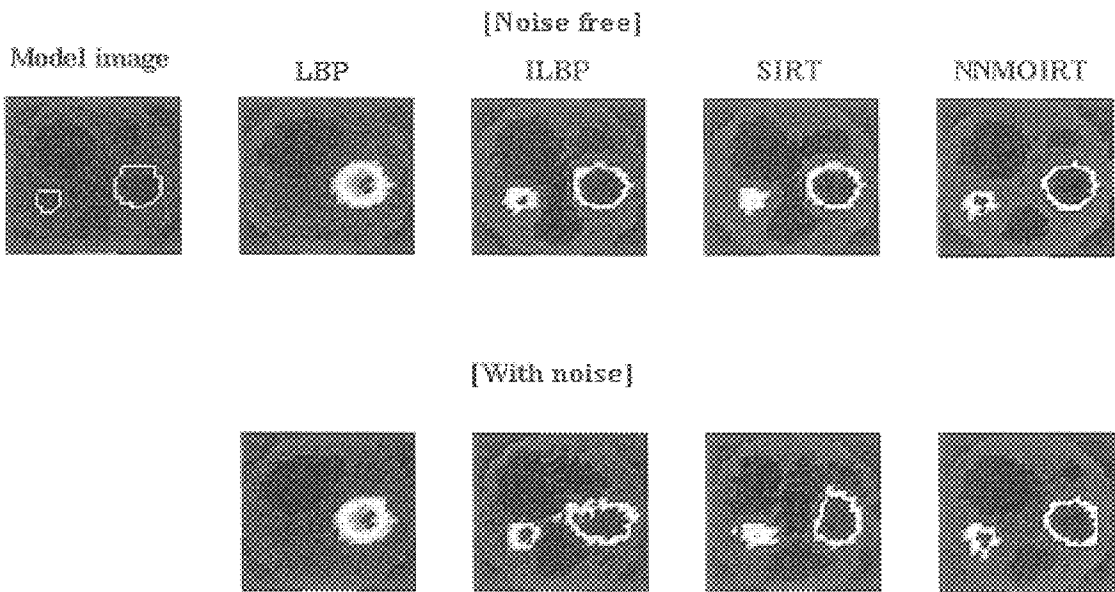 [Noise free]
Model image
LBP
ILBP
SIRT
NNMOIRT
[With noise]